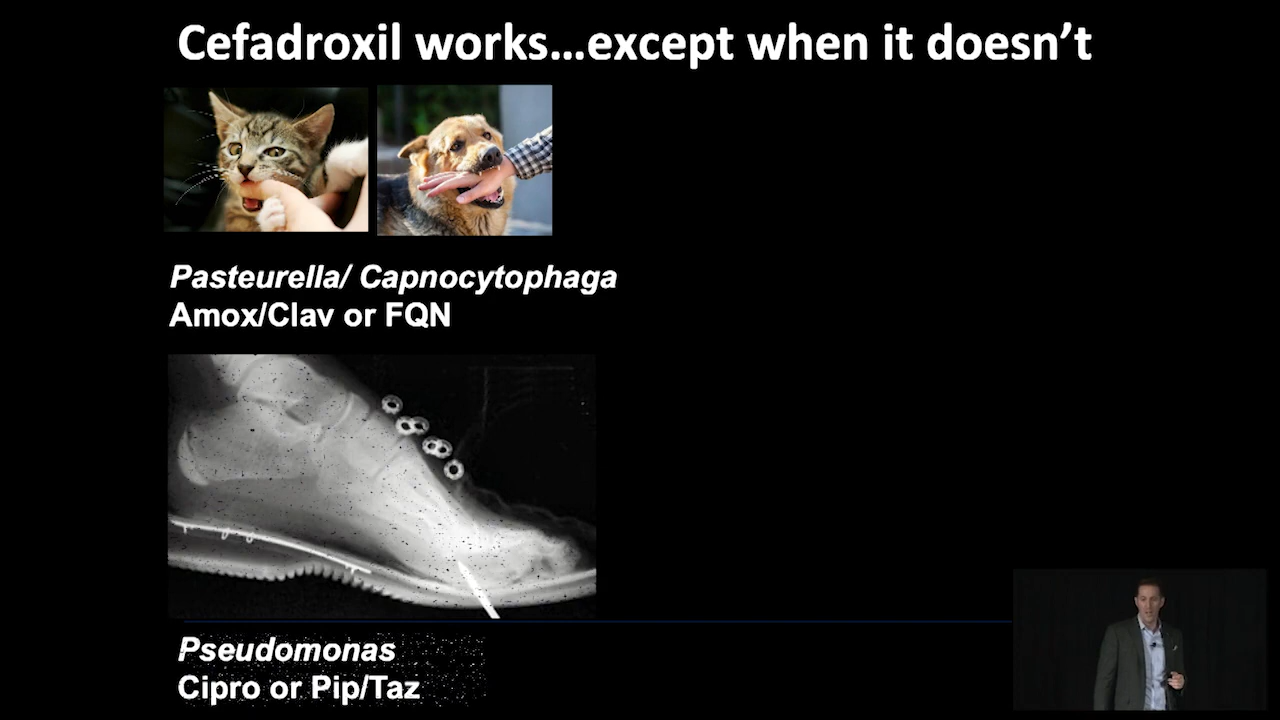 Cefadroxil works...except when it doesn’t
Pasteurella/ Capnocytophaga
Amox/Clav or FQN
Pseudomonas
Cipro or Pip/Taz